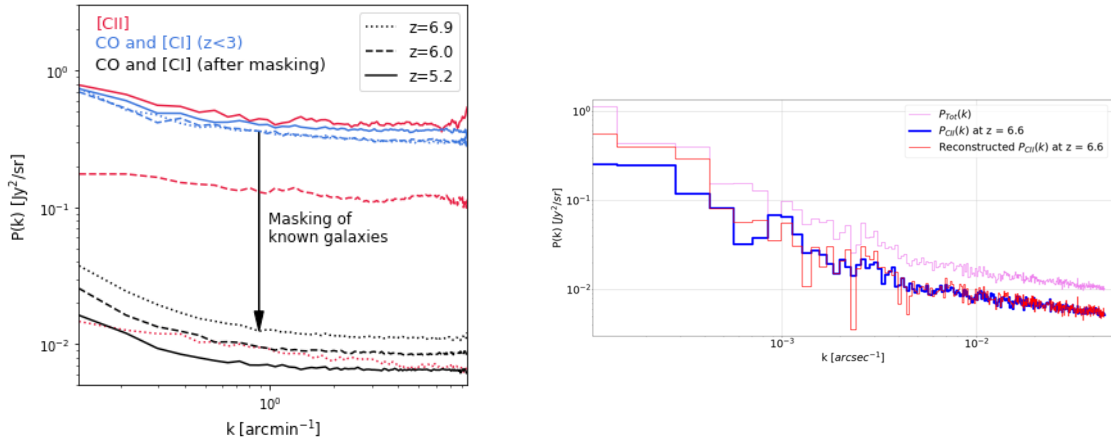 [CII]
CO and [CI] (z<3)
CO and [CI] (after masking)
z=6.9
z=6.0
z=5.2
10⁰
10⁻¹
10⁻²
P(k) [Jy²/sr]
Masking of
known galaxies
10⁰
k [arcmin⁻¹]
P_Tot(k)
P_CII(k) at z = 6.6
Reconstructed P_CII(k) at z = 6.6
10⁰
10⁻¹
10⁻²
P(k) [Jy²/sr]
10⁻³
10⁻²
k [arcsec⁻¹]